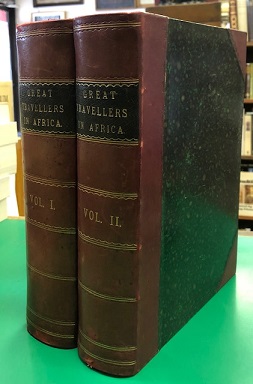 GREAT
TRAVELLERS
IN AFRICA.
VOL. I.
GREAT
TRAVELLERS
IN AFRICA.
VOL. II.